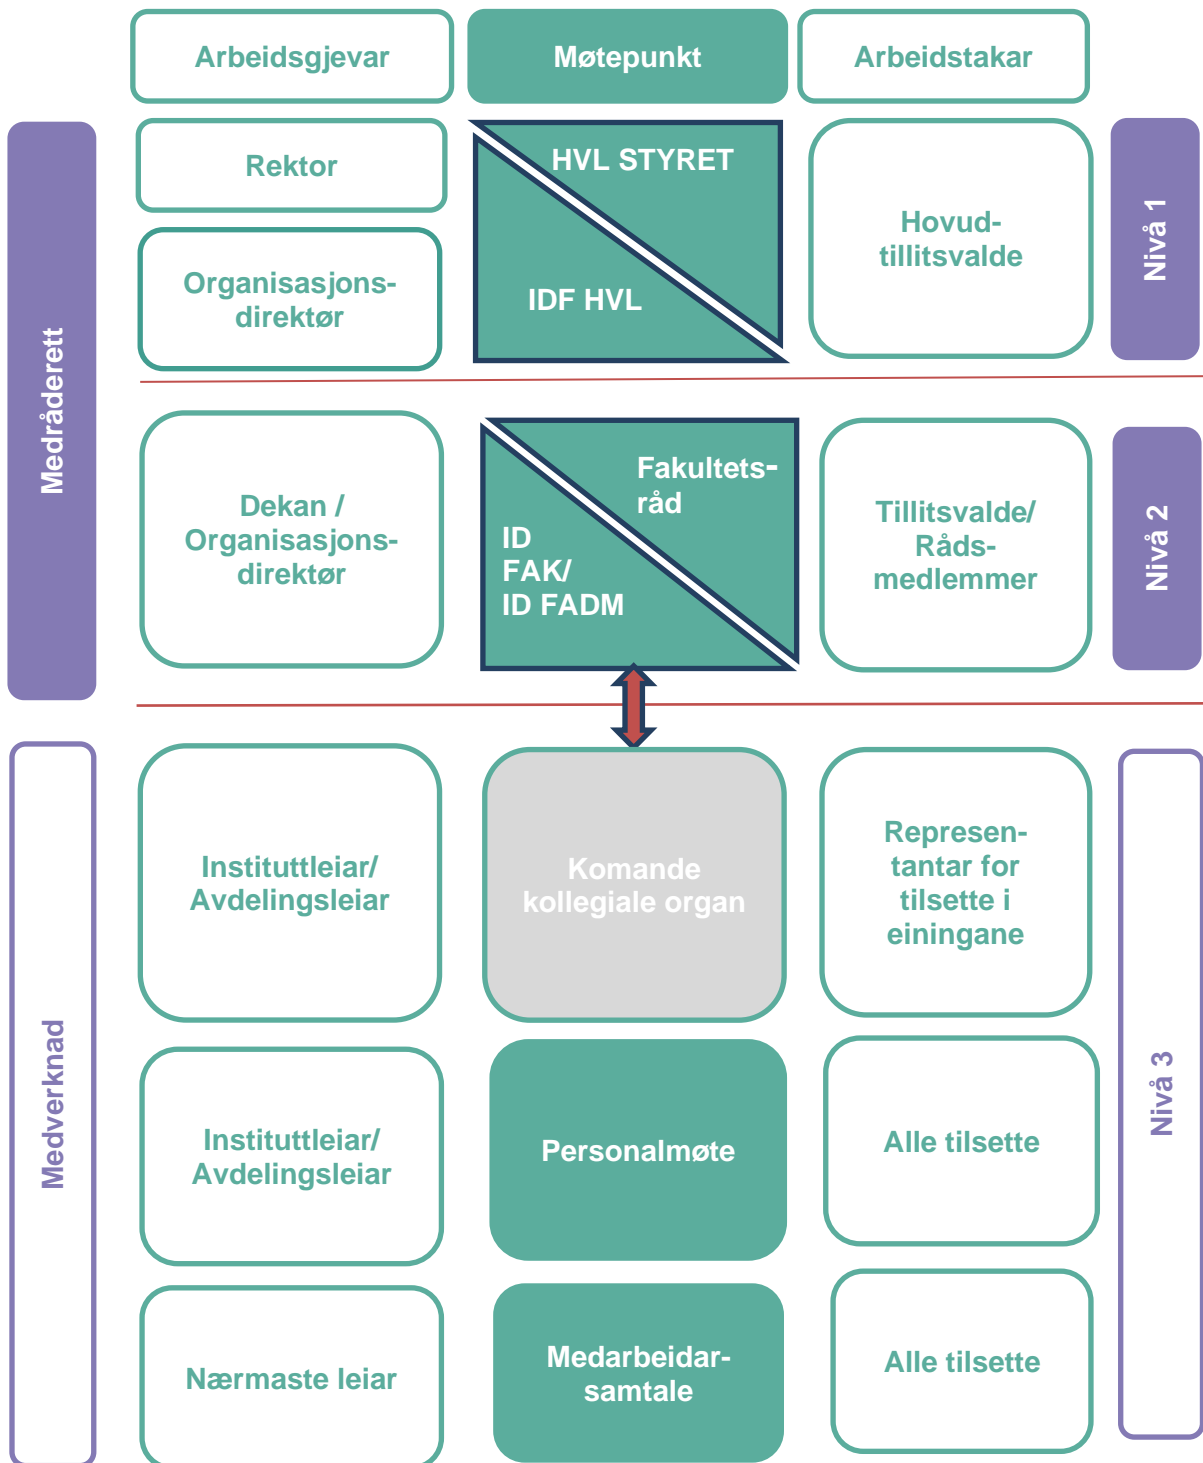 Arbeidsgjevar
Møtepunkt
Arbeidstakar
Medråderett
Rektor
Organisasjons-
direktør
HVL STYRET
IDF HVL
Hovud-
tillitsvalde
Nivå 1
Dekan /
Organisasjons-
direktør
Fakultets-
råd
ID
FAK/
ID FADM
Tillitsvalde/
Råds-
medlemmer
Nivå 2
Medverknad
Instituttleiar/
Avdelingsleiar
Komande
kollegiale organ
Represen-
tantar for
tilsette i
einingane
Nivå 3
Instituttleiar/
Avdelingsleiar
Personalmøte
Alle tilsette
Nærmaste leiar
Medarbeidar-
samtale
Alle tilsette